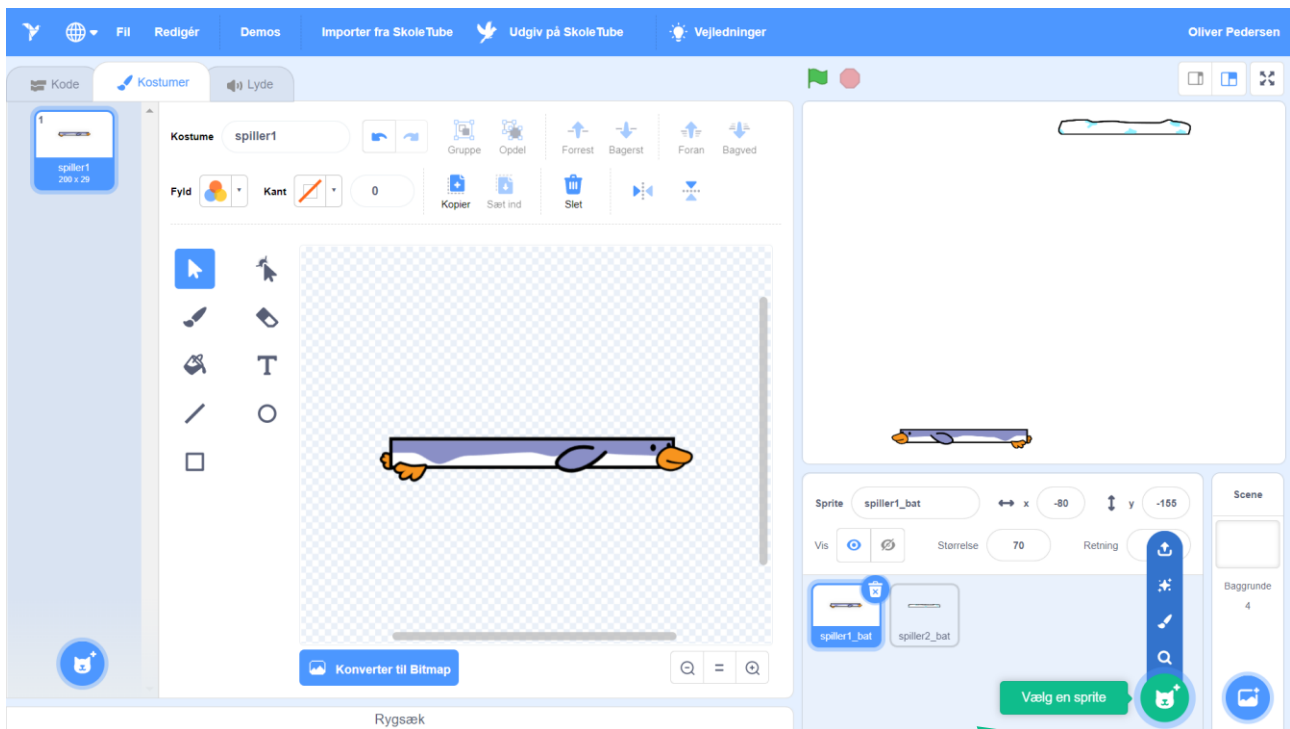 Fil Redigér Demos Importer fra SkoleTube Udgiv på SkoleTube Vejledninger Oliver Pedersen
Kode Kostumer Lyde
1
spiller1
200 x 29
Kostume spiller1
Gruppe Opdel Forrest Bagerst Foran Bagved
Fyld Kant 0
Kopier Sæt ind Slet
T
Konverter til Bitmap
Rygsæk
Sprite spiller1_bat x -80 y -155
Vis Størrelse 70 Retning
spiller1_bat spiller2_bat
Vælg en sprite
Scene
Baggrunde
4